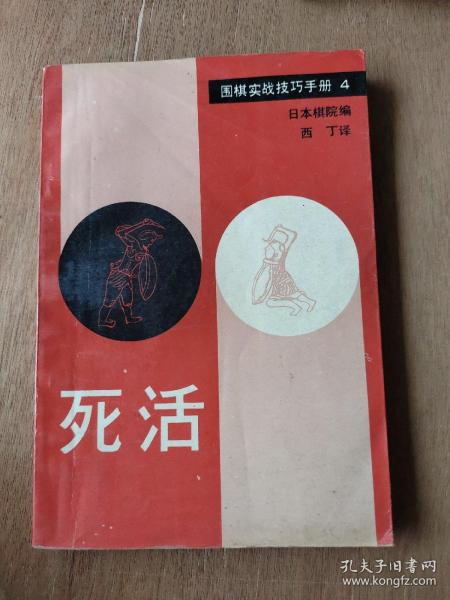 围棋实战技巧手册 4
日本棋院编
西 丁译
死活
孔夫子旧书网
www.kongfz.com